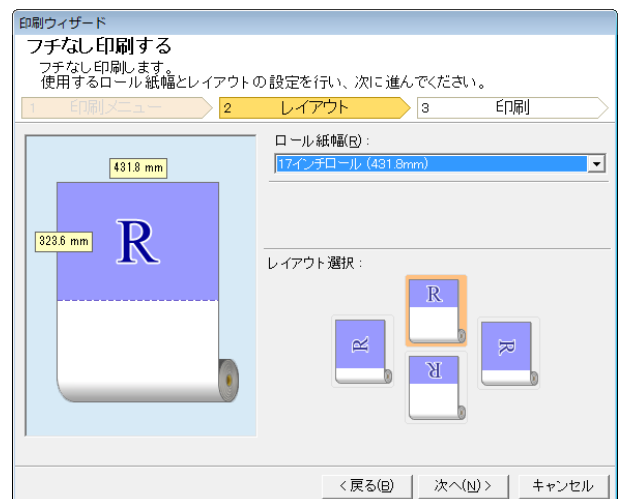 印刷ウィザード
フチなし印刷する
フチなし印刷します。
使用するロール紙幅とレイアウトの設定を行い、次に進んでください。
1 印刷メニュー 2 レイアウト 3 印刷
ロール紙幅(R):
17インチロール (431.8mm)
431.8 mm
323.6 mm
R
レイアウト選択:
R
R
R
R
<戻る(B) 次へ(N)> キャンセル